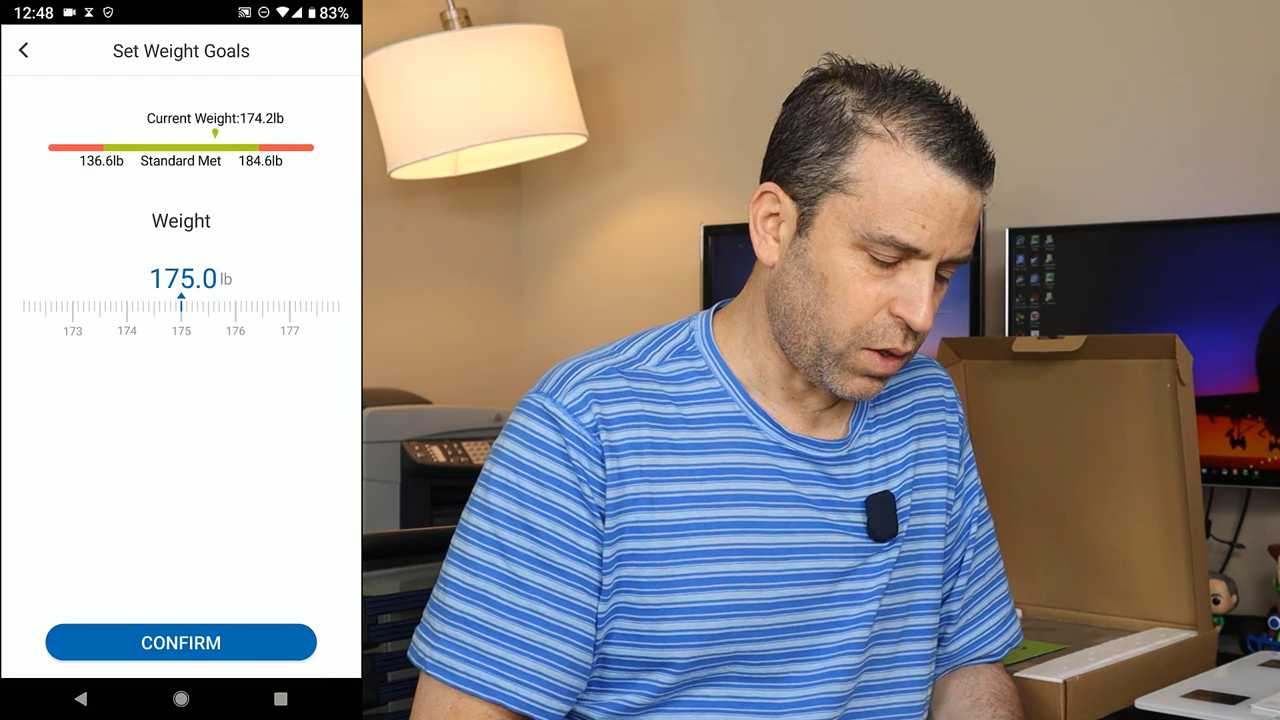 12:48
83%
Set Weight Goals
Current Weight:174.2lb
136.6lb Standard Met 184.6lb
Weight
175.0 lb
173 174 175 176 177
CONFIRM